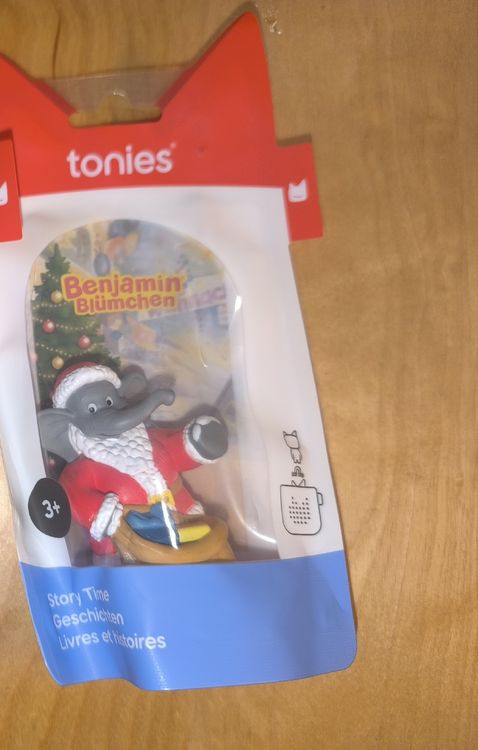 tonies®
Benjamin
Blümchen
3+
Story Time
Geschichten
Livres et histoires